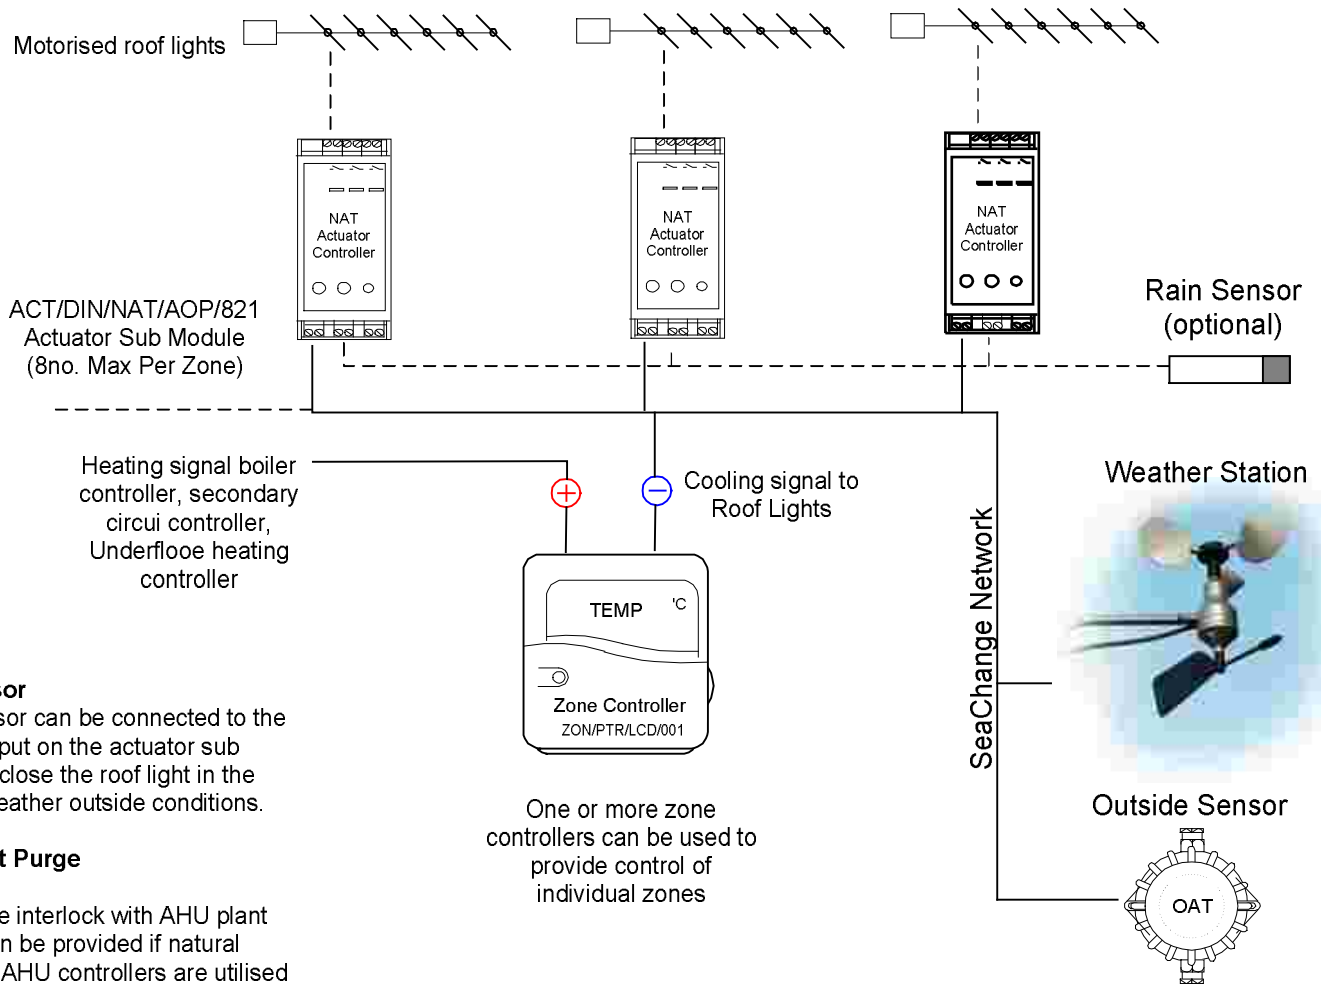 Motorised roof lights
NAT
Actuator
Controller
NAT
Actuator
Controller
NAT
Actuator
Controller
ACT/DIN/NAT/AOP/821
Actuator Sub Module
(8no. Max Per Zone)
Rain Sensor
(optional)
Heating signal boiler
controller, secondary
circui controller,
Underflooe heating
controller
Cooling signal to
Roof Lights
SeaChange Network
Weather Station
TEMP
'C
Zone Controller
ZON/PTR/LCD/001
Outside Sensor
OAT
One or more zone
controllers can be used to
provide control of
individual zones
sor
sor can be connected to the
put on the actuator sub
close the roof light in the
eather outside conditions.
t Purge
e interlock with AHU plant
n be provided if natural
AHU controllers are utilised